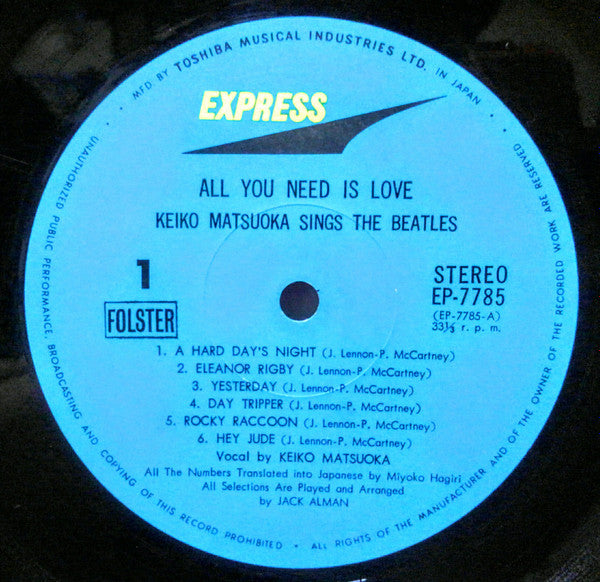 MFD BY TOSHIBA MUSICAL INDUSTRIES LTD. IN JAPAN
EXPRESS
ALL YOU NEED IS LOVE
KEIKO MATSUOKA SINGS THE BEATLES
1
FOLSTER
STEREO
EP-7785
(EP-7785-A)
33⅓ r. p. m.
1. A HARD DAY'S NIGHT (J. Lennon-P. McCartney)
2. ELEANOR RIGBY (J. Lennon-P. McCartney)
3. YESTERDAY (J. Lennon-P. McCartney)
4. DAY TRIPPER (J. Lennon-P. McCartney)
5. ROCKY RACCOON (J. Lennon-P. McCartney)
6. HEY JUDE (J. Lennon-P. McCartney)
Vocal by KEIKO MATSUOKA
All The Numbers Translated into Japanese by Miyoko Hagiri
All Selections Are Played and Arranged
by JACK ALMAN
UNAUTHORIZED PUBLIC PERFORMANCE, BROADCASTING AND COPYING OF THIS RECORD PROHIBITED • ALL RIGHTS OF THE MANUFACTURER AND OF THE OWNER OF THE RECORDED WORK ARE RESERVED